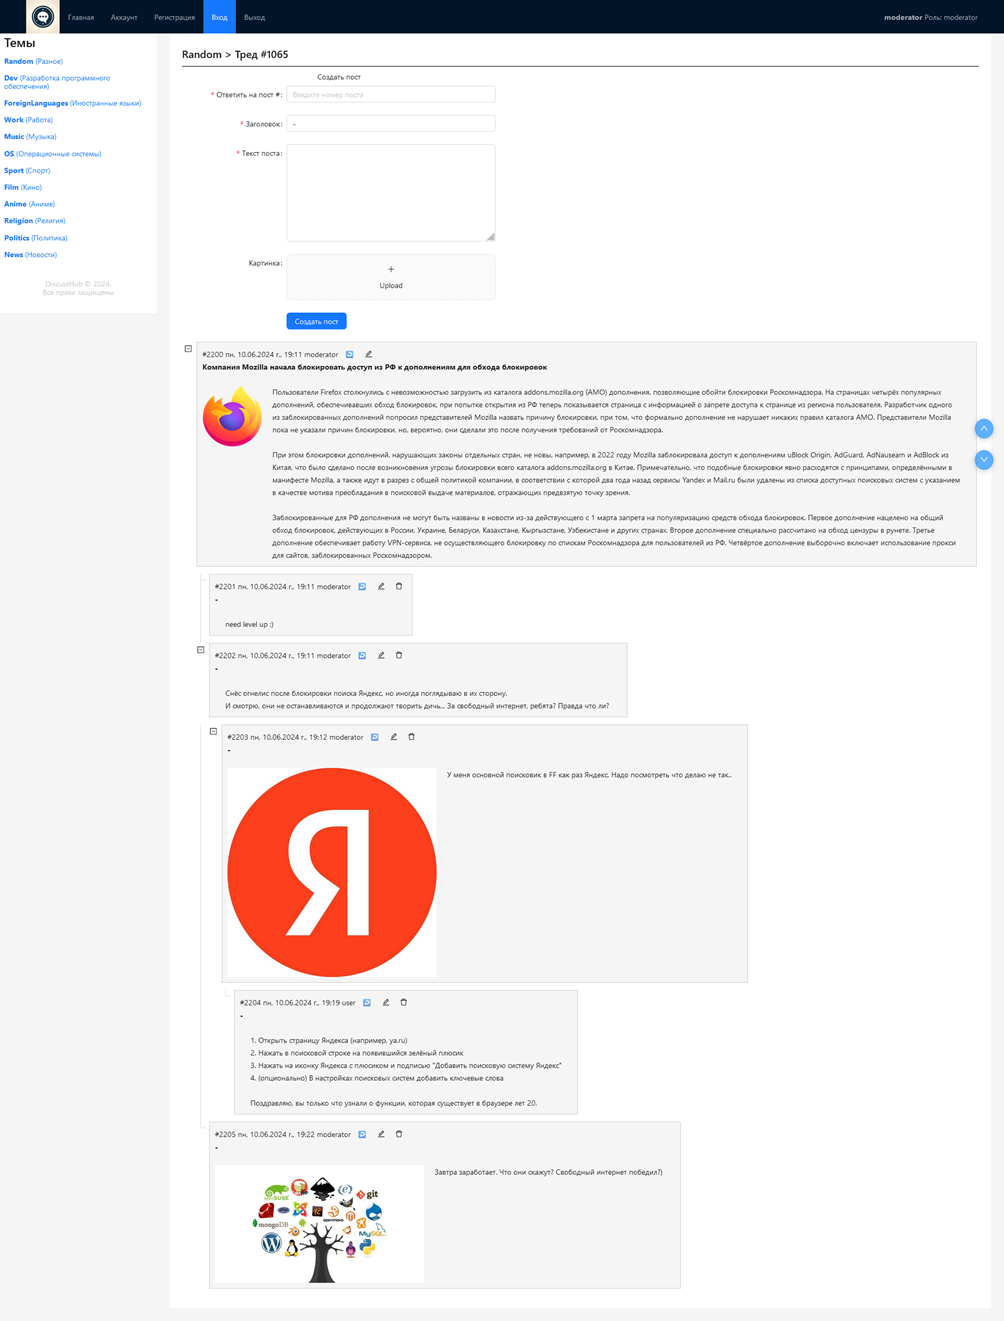 Главная Аккаунт Регистрация Вход Выход moderator Роль: moderator
Темы
Random (Разное)
Dev (Разработка программного
обеспечения)
ForeignLanguages (Иностранные языки)
Work (Работа)
Music (Музыка)
OS (Операционные системы)
Sport (Спорт)
Film (Кино)
Anime (Аниме)
Religion (Религия)
Politics (Политика)
News (Новости)
DiscussHub © 2024.
Все права защищены
Random > Тред #1065
Создать пост
* Ответить на пост #: Введите номер поста
* Заголовок: -
* Текст поста:
Картинка:
+
Upload
Создать пост
#2200 пн, 10.06.2024 г., 19:11 moderator
Компания Mozilla начала блокировать доступ из РФ к дополнениям для обхода блокировок
Пользователи Firefox столкнулись с невозможностью загрузить из каталога addons.mozilla.org (AMO) дополнения, позволяющие обойти блокировки Роскомнадзора. На страницах четырёх популярных
дополнений, обеспечивавших обход блокировок, при попытке открытия из РФ теперь показывается страница с информацией о запрете доступа к странице из региона пользователя. Разработчик одного
из заблокированных дополнений попросил представителей Mozilla назвать причину блокировки, при том, что формально дополнение не нарушает никаких правил каталога AMO. Представители Mozilla
пока не указали причин блокировки, но, вероятно, они сделали это после получения требований от Роскомнадзора.
При этом блокировки дополнений, нарушающих законы отдельных стран, не новы, например, в 2022 году Mozilla заблокировала доступ к дополнениям uBlock Origin, AdGuard, AdNauseam и AdBlock из
Китая, что было сделано после возникновения угрозы блокировки всего каталога addons.mozilla.org в Китае. Примечательно, что подобные блокировки явно расходятся с принципами, определёнными в
манифесте Mozilla, а также идут в разрез с общей политикой компании, в соответствии с которой два года назад сервисы Yandex и Mail.ru были удалены из списка доступных поисковых систем с указанием
в качестве мотива преобладания в поисковой выдаче материалов, отражающих предвзятую точку зрения.
Заблокированные для РФ дополнения не могут быть названы в новости из-за действующего с 1 марта запрета на популяризацию средств обхода блокировок. Первое дополнение нацелено на общий
обход блокировок, действующих в России, Украине, Беларуси, Казахстане, Кыргызстане, Узбекистане и других странах. Второе дополнение специально рассчитано на обход цензуры в рунете. Третье
дополнение обеспечивает работу VPN-сервиса, не осуществляющего блокировку по спискам Роскомнадзора для пользователей из РФ. Четвёртое дополнение выборочно включает использование прокси
для сайтов, заблокированных Роскомнадзором.
#2201 пн, 10.06.2024 г., 19:11 moderator
-
need level up :)
#2202 пн, 10.06.2024 г., 19:11 moderator
-
Снёс огнелис после блокировки поиска Яндекс, но иногда поглядываю в их сторону.
И смотрю, они не останавливаются и продолжают творить дичь... За свободный интернет, ребята? Правда что ли?
#2203 пн, 10.06.2024 г., 19:12 moderator
-
У меня основной поисковик в FF как раз Яндекс. Надо посмотреть что делаю не так..
Я
#2204 пн, 10.06.2024 г., 19:19 user
-
1. Открыть страницу Яндекса (например, ya.ru)
2. Нажать в поисковой строке на появившийся зелёный плюсик
3. Нажать на иконку Яндекса с плюсиком и подписью "Добавить поисковую систему Яндекс"
4. (опционально) В настройках поисковых систем добавить ключевые слова
Поздравляю, вы только что узнали о функции, которая существует в браузере лет 20.
#2205 пн, 10.06.2024 г., 19:22 moderator
-
Завтра заработает. Что они скажут? Свободный интернет победил?)
git
php
openmoko
mongoDB
MySQL